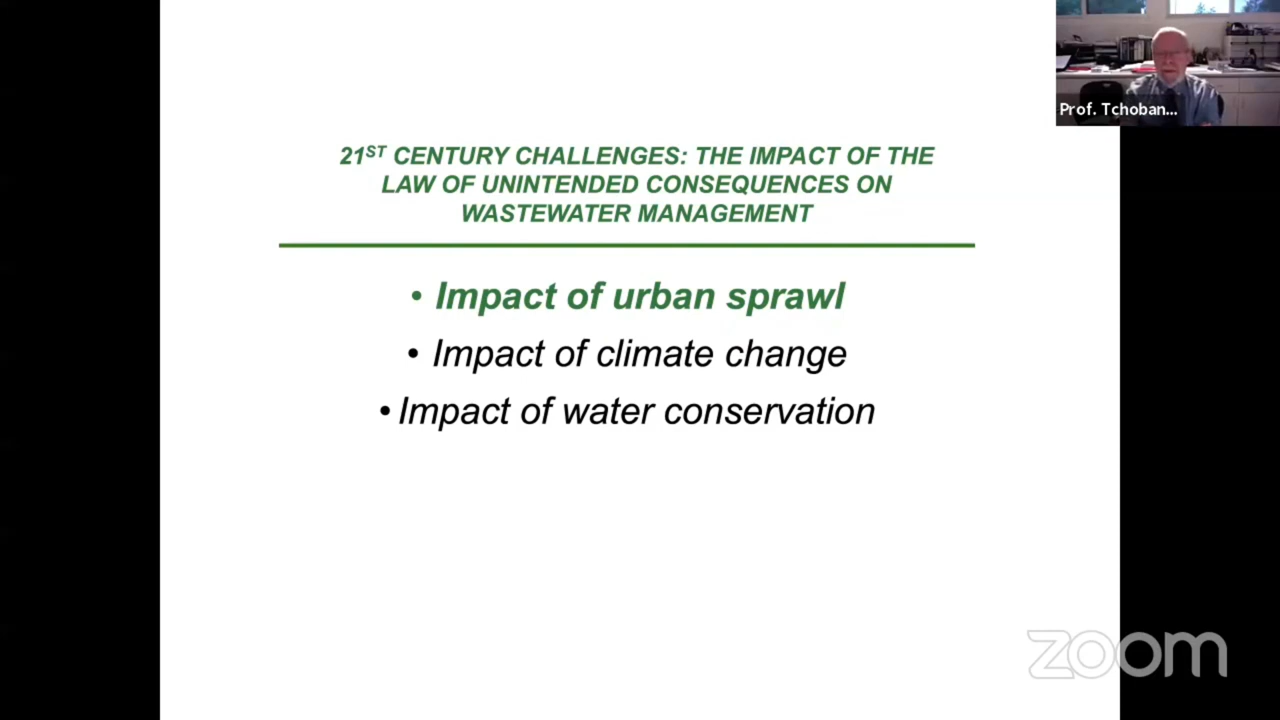 Prof. Tchoban...
21ST CENTURY CHALLENGES: THE IMPACT OF THE
LAW OF UNINTENDED CONSEQUENCES ON
WASTEWATER MANAGEMENT
• Impact of urban sprawl
• Impact of climate change
• Impact of water conservation
zoom